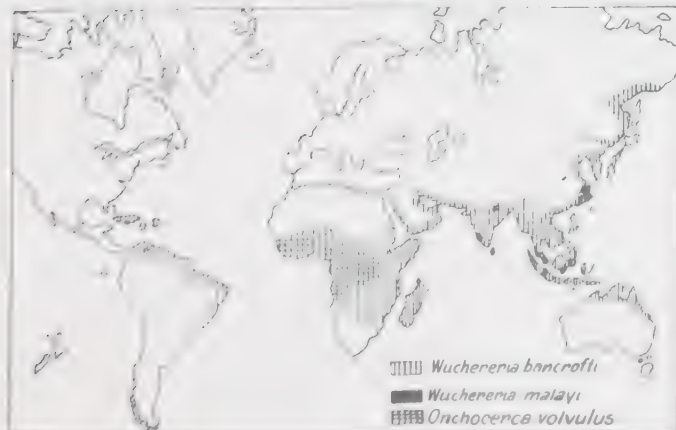 Wuchereria bancrofti
Wuchereria malayi
Onchocerca volvulus